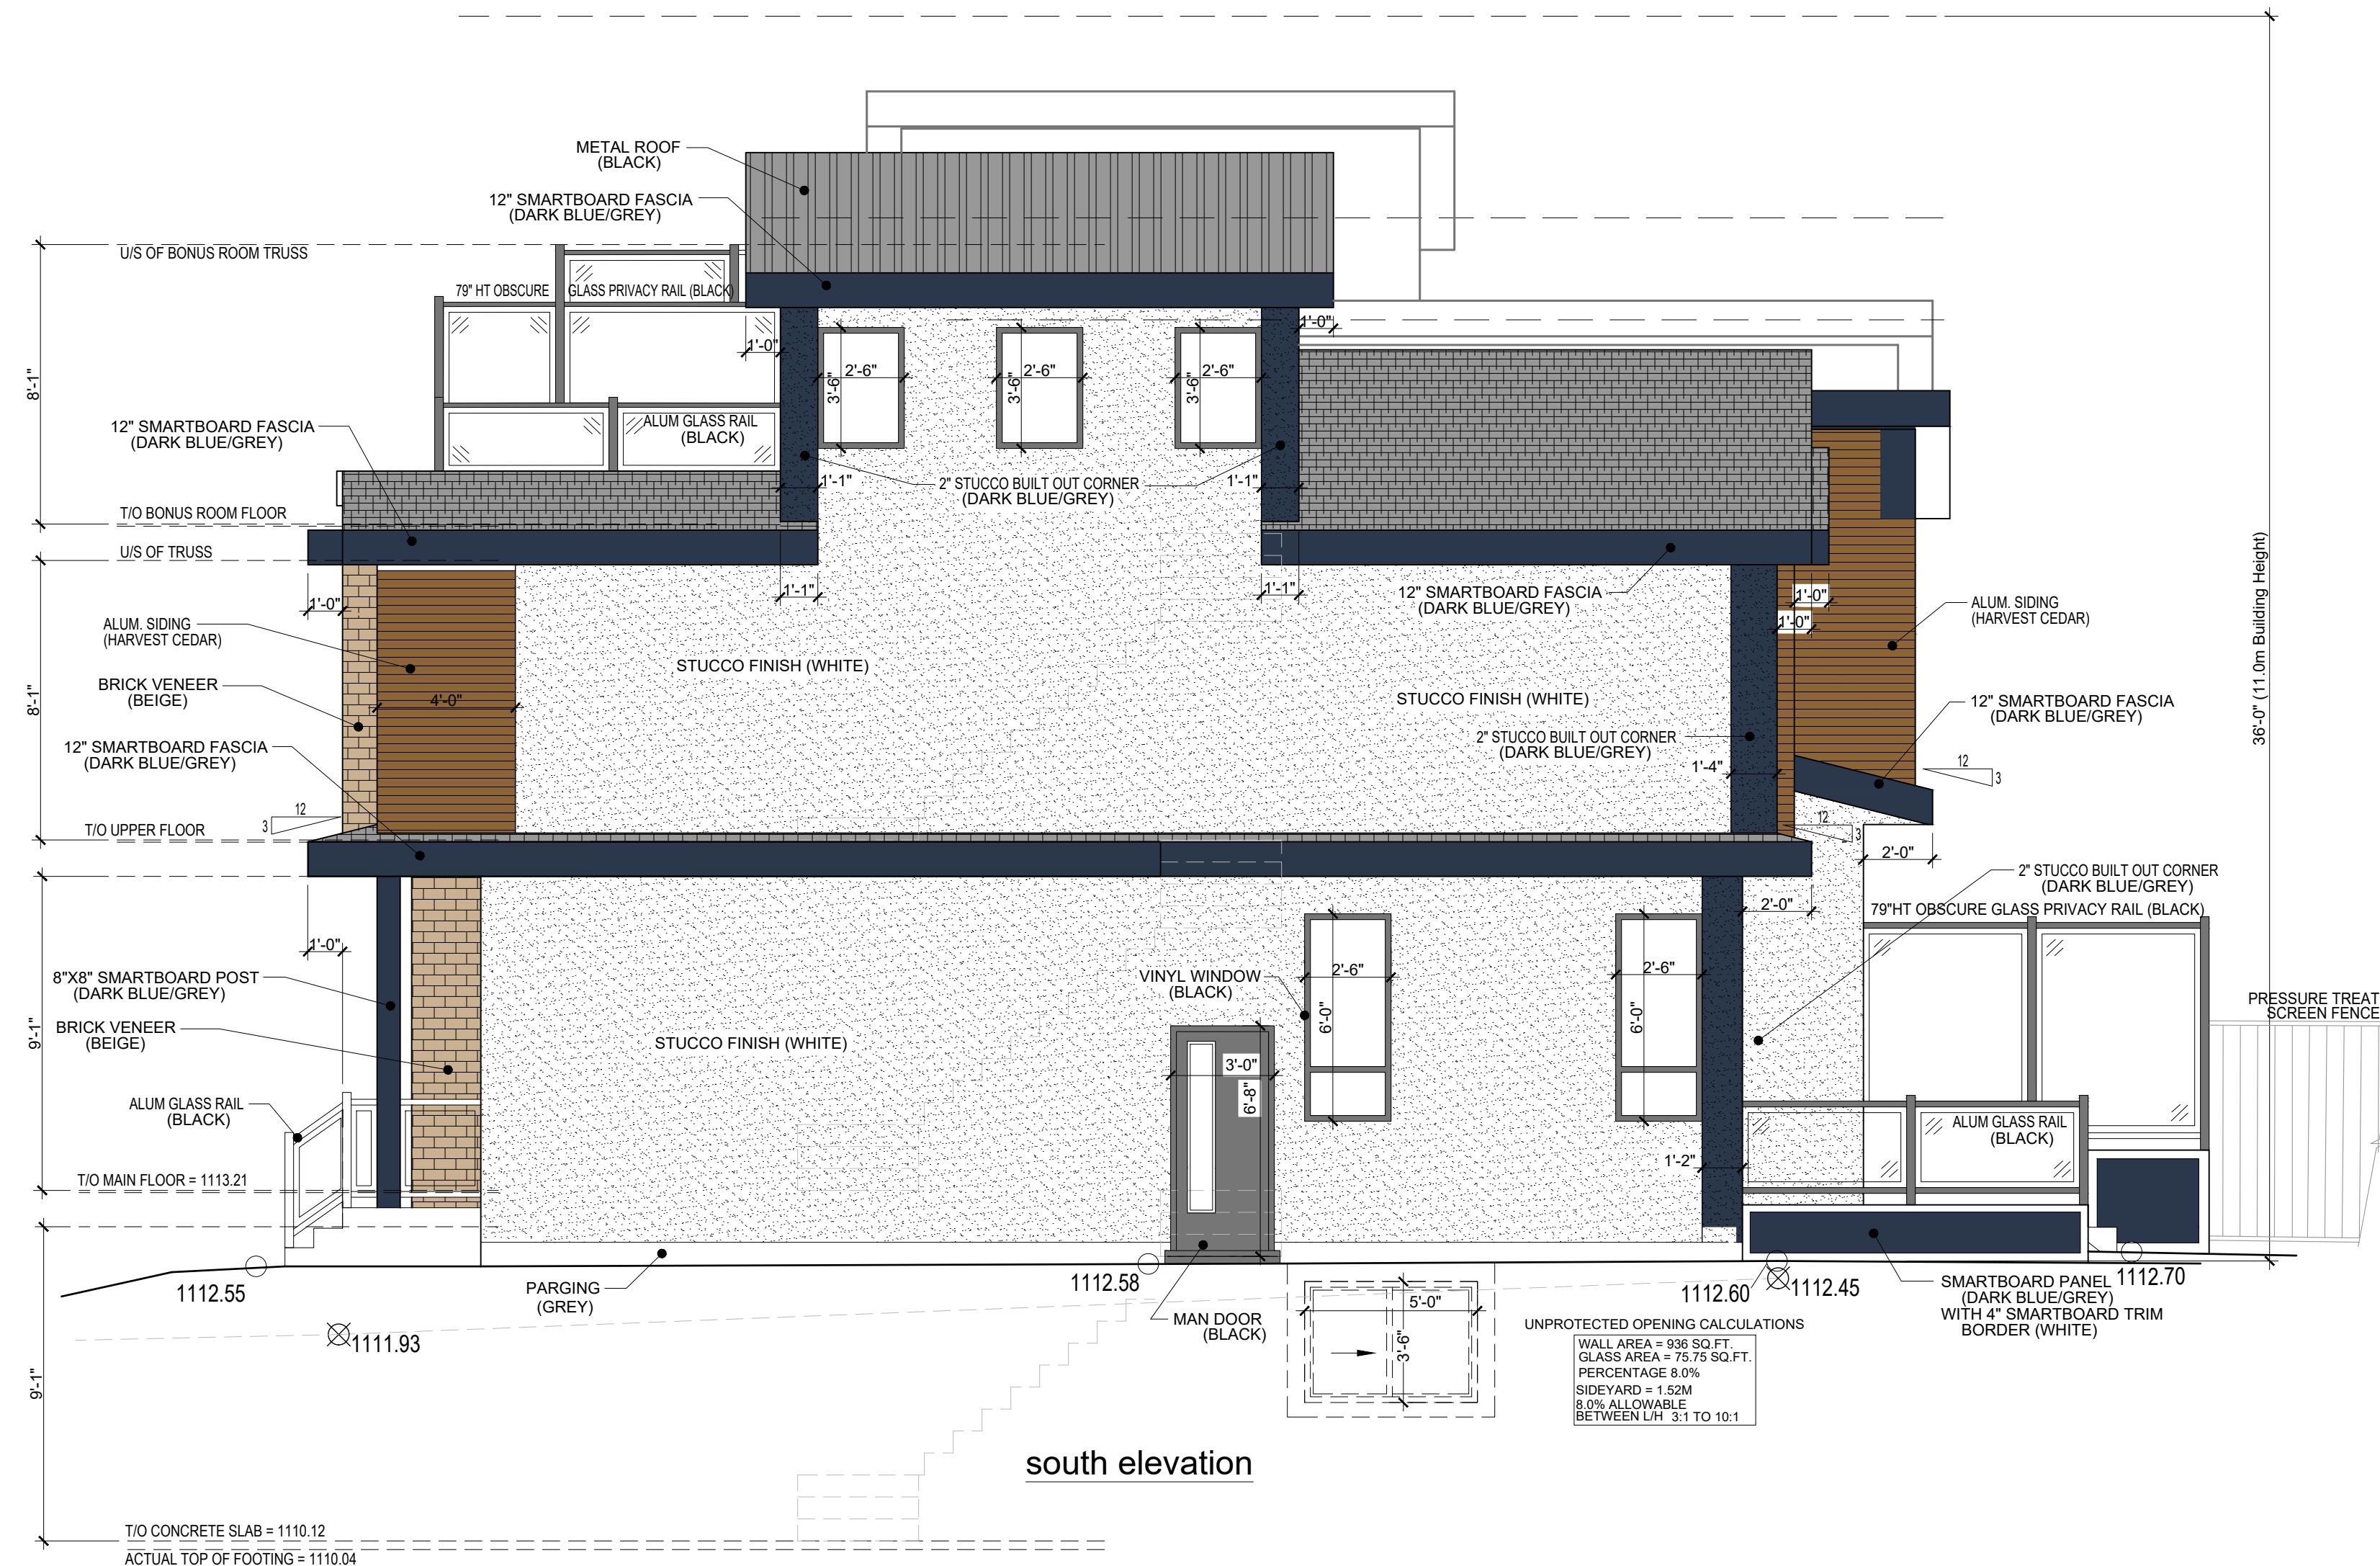 METAL ROOF
(BLACK)
12" SMARTBOARD FASCIA
(DARK BLUE/GREY)
U/S OF BONUS ROOM TRUSS
79" HT OBSCURE GLASS PRIVACY RAIL (BLACK)
1'-0"
1'-0"
8'-1"
2'-6"
3'-6"
2'-6"
3'-6"
2'-6"
3'-6"
12" SMARTBOARD FASCIA
(DARK BLUE/GREY)
ALUM GLASS RAIL
(BLACK)
1'-1"
2" STUCCO BUILT OUT CORNER
(DARK BLUE/GREY)
1'-1"
T/O BONUS ROOM FLOOR
U/S OF TRUSS
36'-0" (11.0m Building Height)
1'-0"
1'-1"
1'-1"
12" SMARTBOARD FASCIA
(DARK BLUE/GREY)
1'-0"
1'-0"
ALUM. SIDING
(HARVEST CEDAR)
ALUM. SIDING
(HARVEST CEDAR)
STUCCO FINISH (WHITE)
8'-1"
BRICK VENEER
(BEIGE)
4'-0"
STUCCO FINISH (WHITE)
12" SMARTBOARD FASCIA
(DARK BLUE/GREY)
2" STUCCO BUILT OUT CORNER
(DARK BLUE/GREY)
12" SMARTBOARD FASCIA
(DARK BLUE/GREY)
1'-4"
12
3
12
3
T/O UPPER FLOOR
12
3
2'-0"
2" STUCCO BUILT OUT CORNER
(DARK BLUE/GREY)
2'-0"
79"HT OBSCURE GLASS PRIVACY RAIL (BLACK)
1'-0"
8"X8" SMARTBOARD POST
(DARK BLUE/GREY)
VINYL WINDOW
(BLACK)
2'-6"
6'-0"
2'-6"
6'-0"
PRESSURE TREAT
SCREEN FENCE
9'-1"
BRICK VENEER
(BEIGE)
STUCCO FINISH (WHITE)
3'-0"
6'-8"
ALUM GLASS RAIL
(BLACK)
ALUM GLASS RAIL
(BLACK)
1'-2"
T/O MAIN FLOOR = 1113.21
1112.55
PARGING
(GREY)
1112.58
1112.60
1112.45
1112.70
SMARTBOARD PANEL
(DARK BLUE/GREY)
WITH 4" SMARTBOARD TRIM
BORDER (WHITE)
MAN DOOR
(BLACK)
5'-0"
3'-6"
1111.93
UNPROTECTED OPENING CALCULATIONS
WALL AREA = 936 SQ.FT.
GLASS AREA = 75.75 SQ.FT.
PERCENTAGE 8.0%
SIDEYARD = 1.52M
8.0% ALLOWABLE
BETWEEN L/H 3:1 TO 10:1
9'-1"
south elevation
T/O CONCRETE SLAB = 1110.12
ACTUAL TOP OF FOOTING = 1110.04